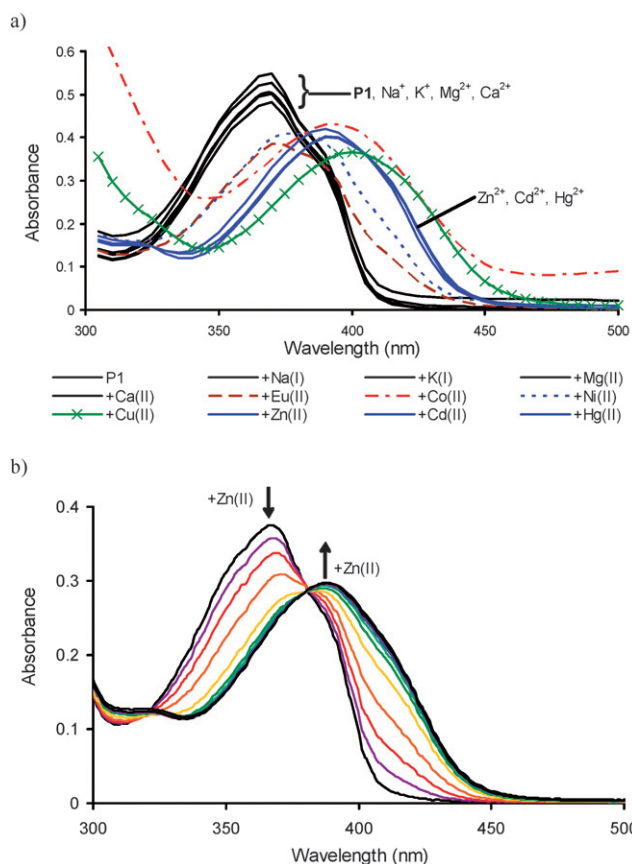 a)
0.6
0.5
0.4
0.3
0.2
0.1
0
Absorbance
P1, Na⁺, K⁺, Mg²⁺, Ca²⁺
Zn²⁺, Cd²⁺, Hg²⁺
300 350 400 450 500
Wavelength (nm)
P1 +Na(I) +K(I) +Mg(II)
+Ca(II) +Eu(II) +Co(II) +Ni(II)
+Cu(II) +Zn(II) +Cd(II) +Hg(II)
b)
0.4
0.3
0.2
0.1
0
Absorbance
+Zn(II)
+Zn(II)
300 350 400 450 500
Wavelength (nm)